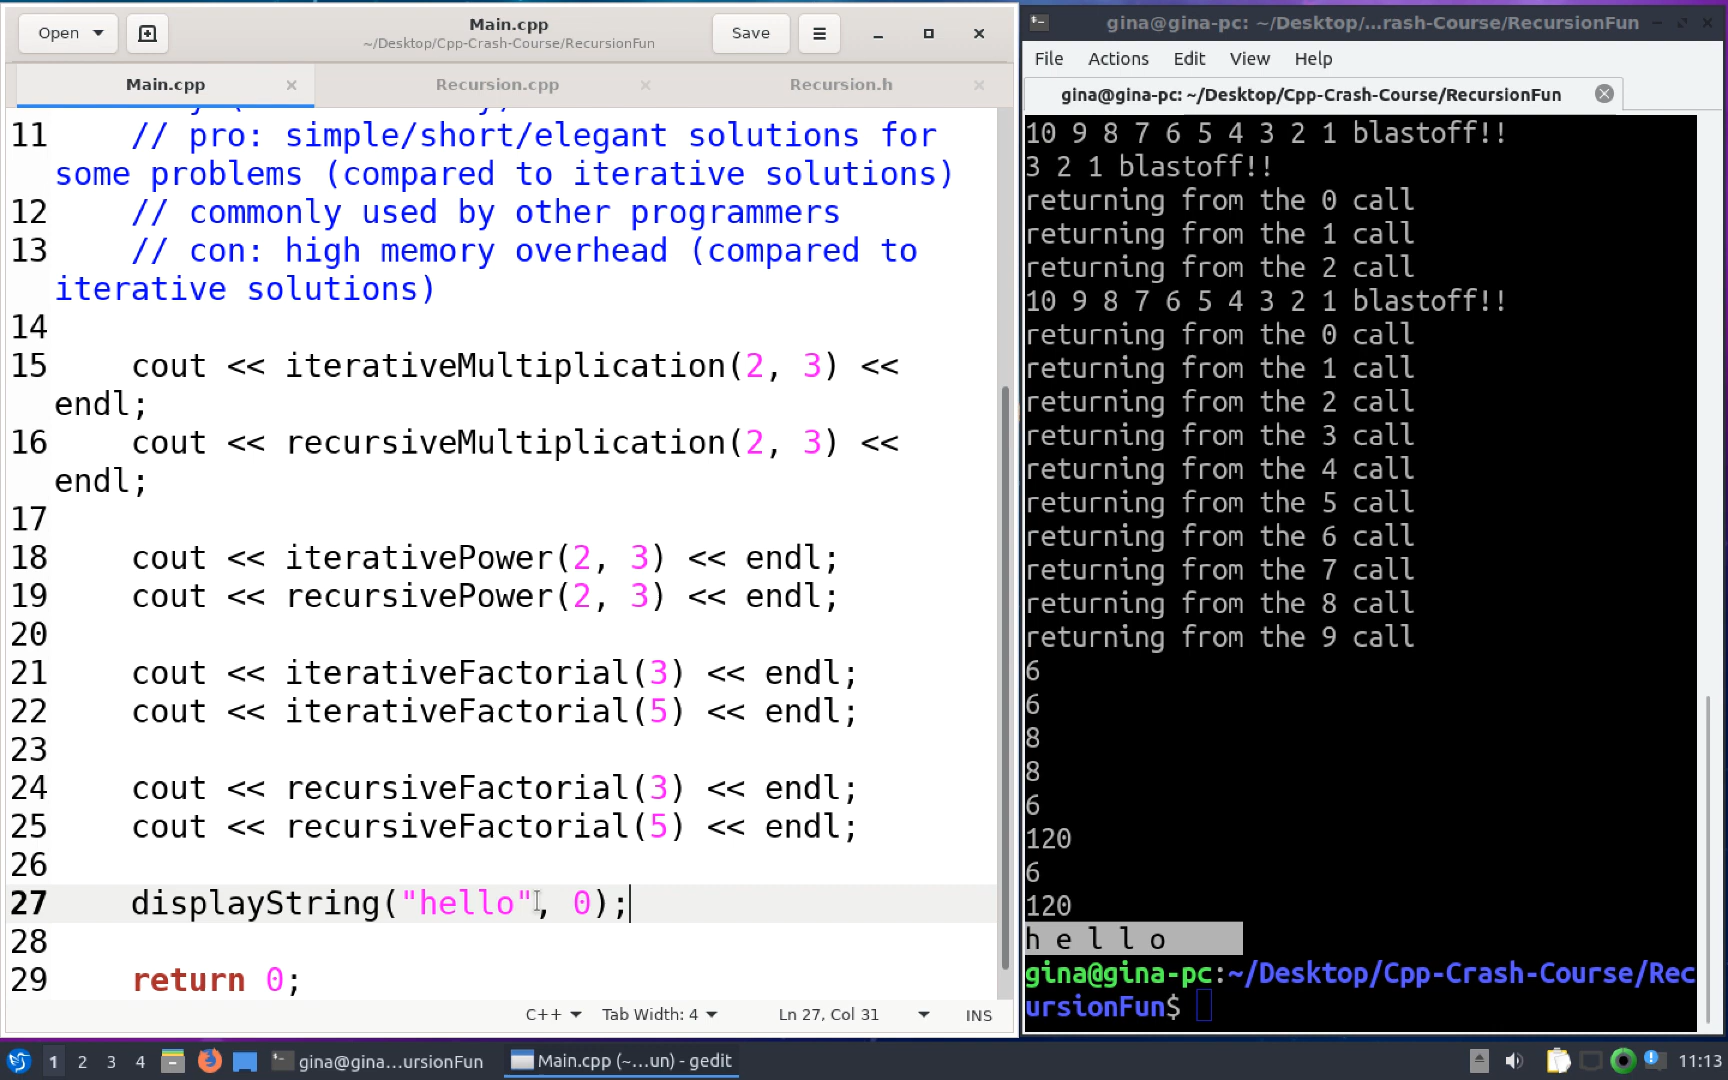 Open
Main.cpp
~/Desktop/Cpp-Crash-Course/RecursionFun
Save
Main.cpp
Recursion.cpp
Recursion.h
11 // pro: simple/short/elegant solutions for
some problems (compared to iterative solutions)
12 // commonly used by other programmers
13 // con: high memory overhead (compared to
iterative solutions)
14
15 cout << iterativeMultiplication(2, 3) <<
endl;
16 cout << recursiveMultiplication(2, 3) <<
endl;
17
18 cout << iterativePower(2, 3) << endl;
19 cout << recursivePower(2, 3) << endl;
20
21 cout << iterativeFactorial(3) << endl;
22 cout << iterativeFactorial(5) << endl;
23
24 cout << recursiveFactorial(3) << endl;
25 cout << recursiveFactorial(5) << endl;
26
27 displayString("hello", 0);
28
29 return 0;
C++ Tab Width: 4 Ln 27, Col 31 INS
gina@gina-pc: ~/Desktop/...rash-Course/RecursionFun
File Actions Edit View Help
gina@gina-pc: ~/Desktop/Cpp-Crash-Course/RecursionFun
10 9 8 7 6 5 4 3 2 1 blastoff!!
3 2 1 blastoff!!
returning from the 0 call
returning from the 1 call
returning from the 2 call
10 9 8 7 6 5 4 3 2 1 blastoff!!
returning from the 0 call
returning from the 1 call
returning from the 2 call
returning from the 3 call
returning from the 4 call
returning from the 5 call
returning from the 6 call
returning from the 7 call
returning from the 8 call
returning from the 9 call
6
6
8
8
6
120
6
120
h e l l o
gina@gina-pc:~/Desktop/Cpp-Crash-Course/Rec
ursionFun$
1 2 3 4 gina@gina...ursionFun Main.cpp (~...un) - gedit 11:13